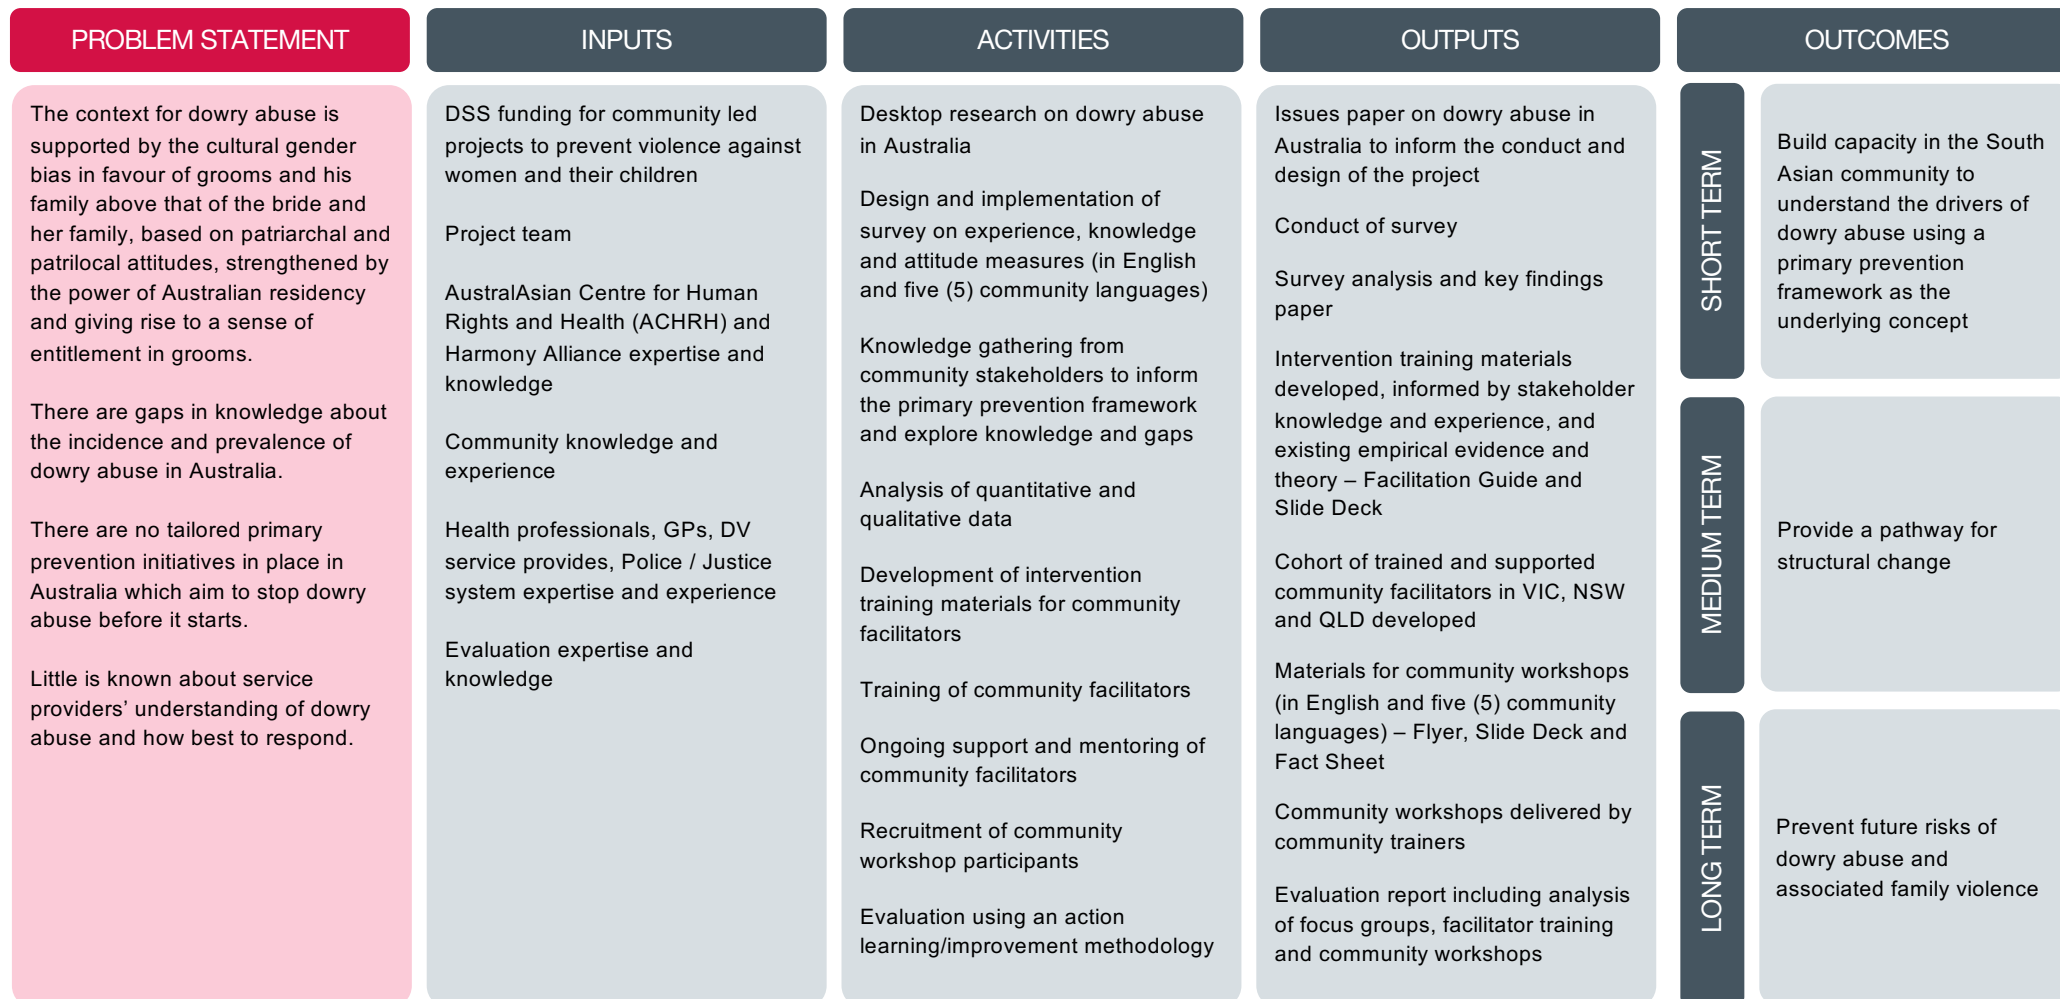 PROBLEM STATEMENT
The context for dowry abuse is
supported by the cultural gender
bias in favour of grooms and his
family above that of the bride and
her family, based on patriarchal and
patrilocal attitudes, strengthened by
the power of Australian residency
and giving rise to a sense of
entitlement in grooms.
There are gaps in knowledge about
the incidence and prevalence of
dowry abuse in Australia.
There are no tailored primary
prevention initiatives in place in
Australia which aim to stop dowry
abuse before it starts.
Little is known about service
providers’ understanding of dowry
abuse and how best to respond.
INPUTS
DSS funding for community led
projects to prevent violence against
women and their children
Project team
AustralAsian Centre for Human
Rights and Health (ACHRH) and
Harmony Alliance expertise and
knowledge
Community knowledge and
experience
Health professionals, GPs, DV
service provides, Police / Justice
system expertise and experience
Evaluation expertise and
knowledge
ACTIVITIES
Desktop research on dowry abuse
in Australia
Design and implementation of
survey on experience, knowledge
and attitude measures (in English
and five (5) community languages)
Knowledge gathering from
community stakeholders to inform
the primary prevention framework
and explore knowledge and gaps
Analysis of quantitative and
qualitative data
Development of intervention
training materials for community
facilitators
Training of community facilitators
Ongoing support and mentoring of
community facilitators
Recruitment of community
workshop participants
Evaluation using an action
learning/improvement methodology
OUTPUTS
Issues paper on dowry abuse in
Australia to inform the conduct and
design of the project
Conduct of survey
Survey analysis and key findings
paper
Intervention training materials
developed, informed by stakeholder
knowledge and experience, and
existing empirical evidence and
theory – Facilitation Guide and
Slide Deck
Cohort of trained and supported
community facilitators in VIC, NSW
and QLD developed
Materials for community workshops
(in English and five (5) community
languages) – Flyer, Slide Deck and
Fact Sheet
Community workshops delivered by
community trainers
Evaluation report including analysis
of focus groups, facilitator training
and community workshops
OUTCOMES
SHORT TERM
Build capacity in the South
Asian community to
understand the drivers of
dowry abuse using a
primary prevention
framework as the
underlying concept
MEDIUM TERM
Provide a pathway for
structural change
LONG TERM
Prevent future risks of
dowry abuse and
associated family violence